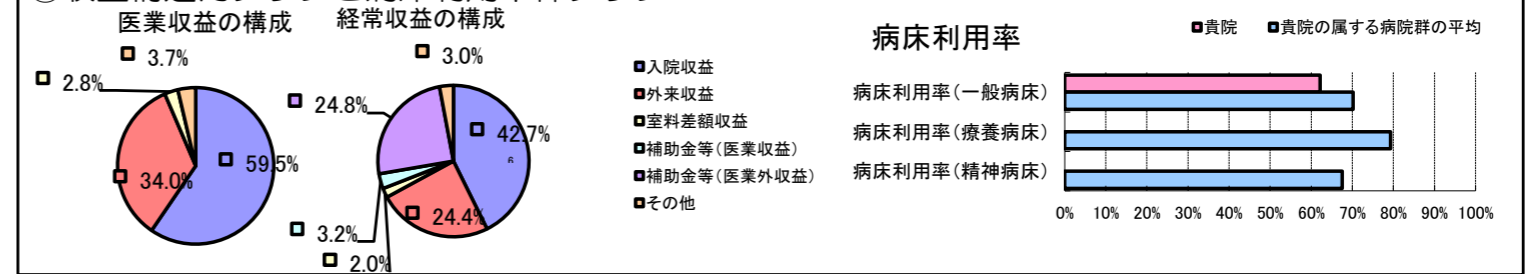 医業収益の構成
3.7%
2.8%
59.5%
34.0%
経常収益の構成
3.0%
24.8%
42.7%
24.4%
3.2%
2.0%
入院収益
外来収益
室料差額収益
補助金等(医業収益)
補助金等(医業外収益)
その他
病床利用率
貴院 貴院の属する病院群の平均
病床利用率(一般病床)
病床利用率(療養病床)
病床利用率(精神病床)
0% 10% 20% 30% 40% 50% 60% 70% 80% 90% 100%